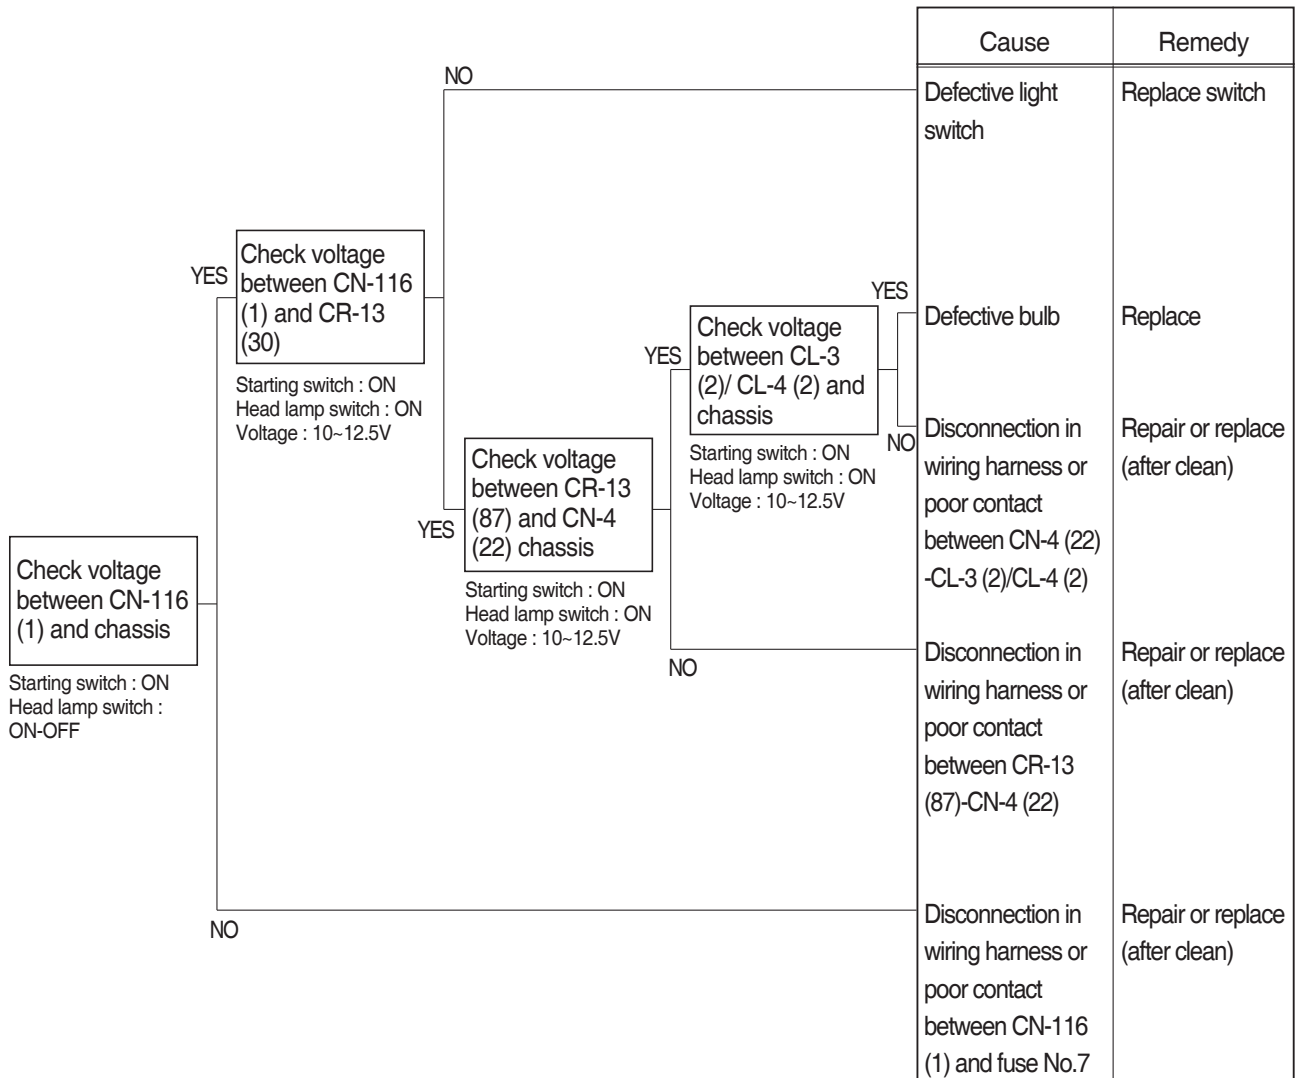 Cause
Remedy
NO
Defective light
switch
Replace switch
YES
Check voltage
between CN-116
(1) and CR-13
(30)
Starting switch : ON
Head lamp switch : ON
Voltage : 10~12.5V
YES
Check voltage
between CL-3
(2)/ CL-4 (2) and
chassis
Starting switch : ON
Head lamp switch : ON
Voltage : 10~12.5V
YES
Defective bulb
Replace
NO
Disconnection in
wiring harness or
poor contact
between CN-4 (22)
-CL-3 (2)/CL-4 (2)
Repair or replace
(after clean)
YES
Check voltage
between CR-13
(87) and CN-4
(22) chassis
Starting switch : ON
Head lamp switch : ON
Voltage : 10~12.5V
Check voltage
between CN-116
(1) and chassis
Starting switch : ON
Head lamp switch :
ON-OFF
NO
Disconnection in
wiring harness or
poor contact
between CR-13
(87)-CN-4 (22)
Repair or replace
(after clean)
NO
Disconnection in
wiring harness or
poor contact
between CN-116
(1) and fuse No.7
Repair or replace
(after clean)